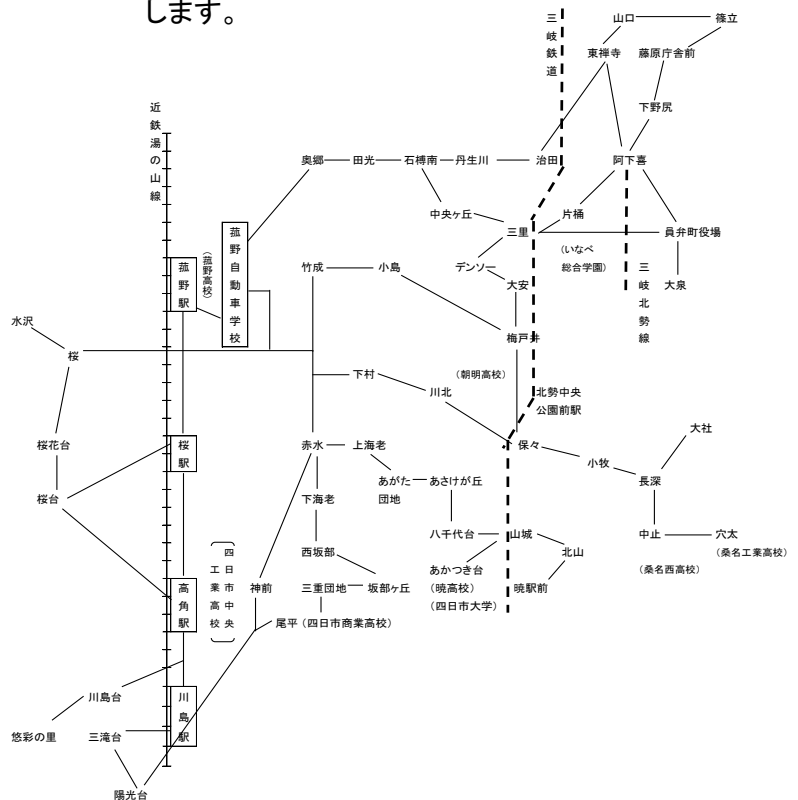 します。
三岐鉄道
山口
篠立
東禅寺
藤原庁舎前
下野尻
近鉄湯の山線
奥郷
田光
石榑南
丹生川
治田
阿下喜
中央ヶ丘
片桶
三里
員弁町役場
菰野自動車学校
（菰野高校）
菰野駅
竹成
小島
デンソー
（いなべ
総合学園）
三岐北勢線
大安
大泉
水沢
梅戸井
桜
下村
（朝明高校）
川北
北勢中央
公園前駅
大社
桜花台
桜駅
赤水
上海老
保々
小牧
長深
あがた
団地
あさけが丘
桜台
下海老
八千代台
山城
中止
穴太
（桑名工業高校）
北山
西坂部
（四日市中央
工業高校）
あかつき台
（暁高校）
（四日市大学）
（桑名西高校）
高角駅
神前
三重団地
坂部ヶ丘
暁駅前
尾平（四日市商業高校）
川島台
川島駅
悠彩の里
三滝台
陽光台